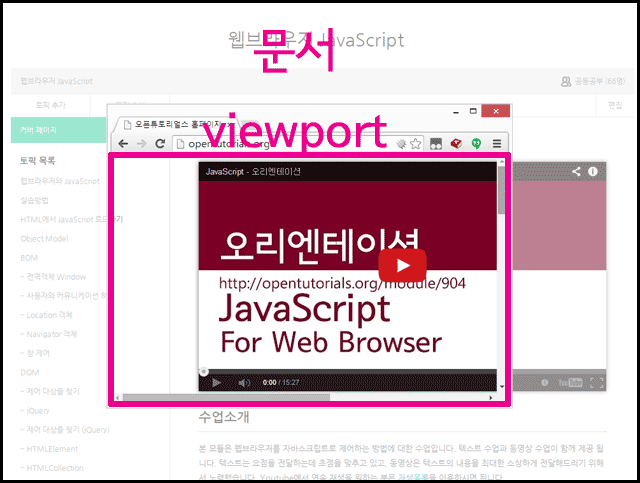 웹브라우저 JavaScript
문서
웹브라우저 JavaScript
공동공부 (66명)
토픽 추가
편집
커버 페이지
오픈튜토리얼스 홈페이지
viewport
opentutorials.org
토픽 목록
웹브라우저와 JavaScript
실습방법
HTML에서 JavaScript 로드하기
Object Model
BOM
- 전역객체 Window
- 사용자와 커뮤니케이션 하
- Location 객체
- Navigator 객체
- 창 제어
DOM
- 제어 대상을 찾기
- jQuery
- 제어 대상을 찾기 (jQuery)
- HTMLElement
- HTMLCollection
JavaScript - 오리엔테이션
오리엔테이션
http://opentutorials.org/module/904
JavaScript
For Web Browser
0:00 / 15:27
YouTube
수업소개
본 모듈은 웹브라우저를 자바스크립트로 제어하는 방법에 대한 수업입니다. 텍스트 수업과 동영상 수업이 함께 제공 됩
니다. 텍스트는 요점을 전달하는데 초점을 맞추고 있고, 동영상은 텍스트의 내용을 최대한 소상하게 전달해드리기 위해
서 노력했습니다. Youtube에서 연속 재생을 원하는 분은 재생목록을 이용하시면 됩니다.